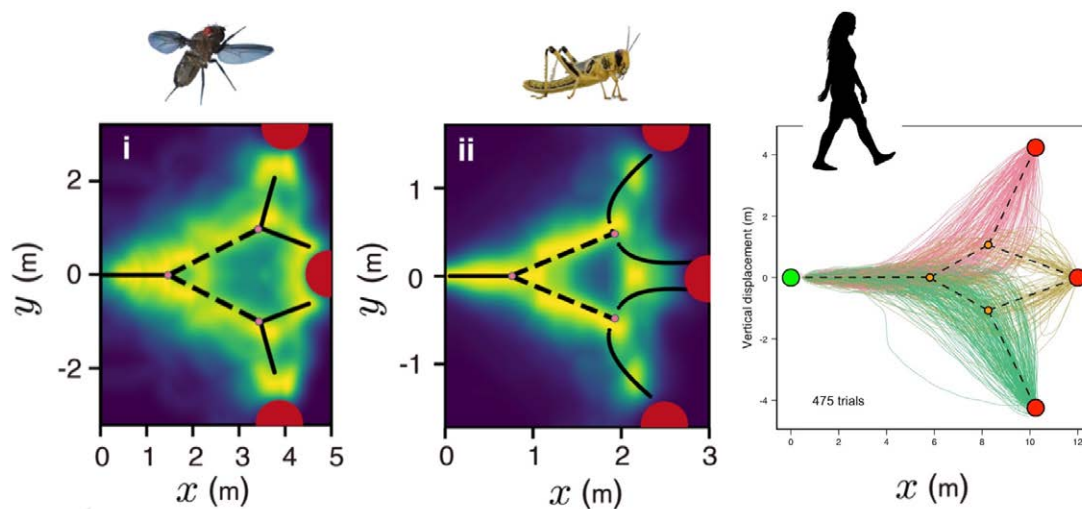 i
2
0
-2
y (m)
0 1 2 3 4 5
x (m)
ii
1
0
-1
y (m)
0 1 2 3
x (m)
4
2
0
-2
-4
Vertical displacement (m)
475 trials
0 2 4 6 8 10 12
x (m)